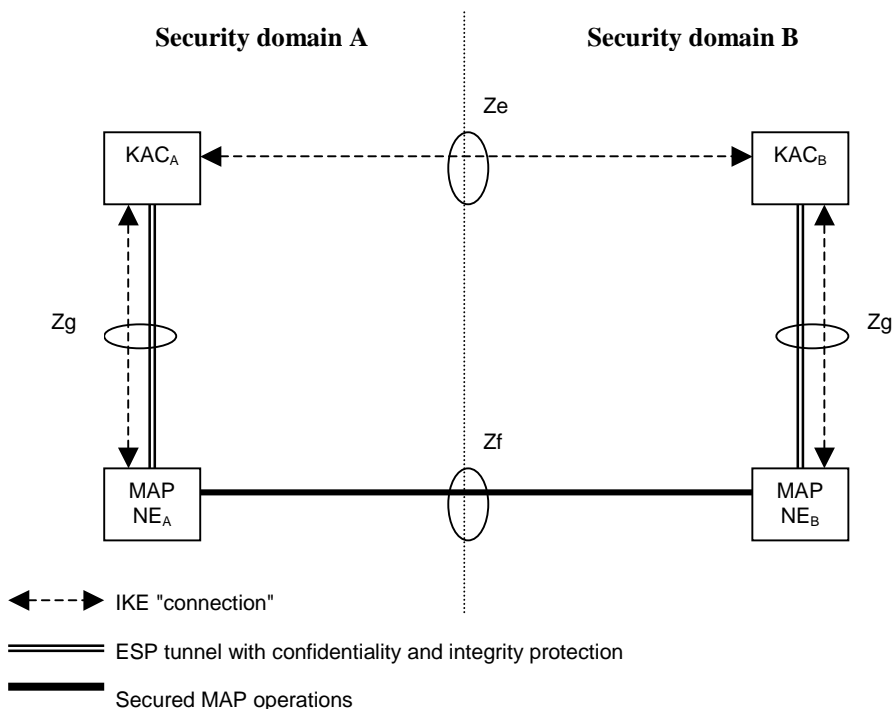 Security domain A
Security domain B
Ze
KACA
KACB
Zg
Zg
Zf
MAP
NEA
MAP
NEB
IKE "connection"
ESP tunnel with confidentiality and integrity protection
Secured MAP operations